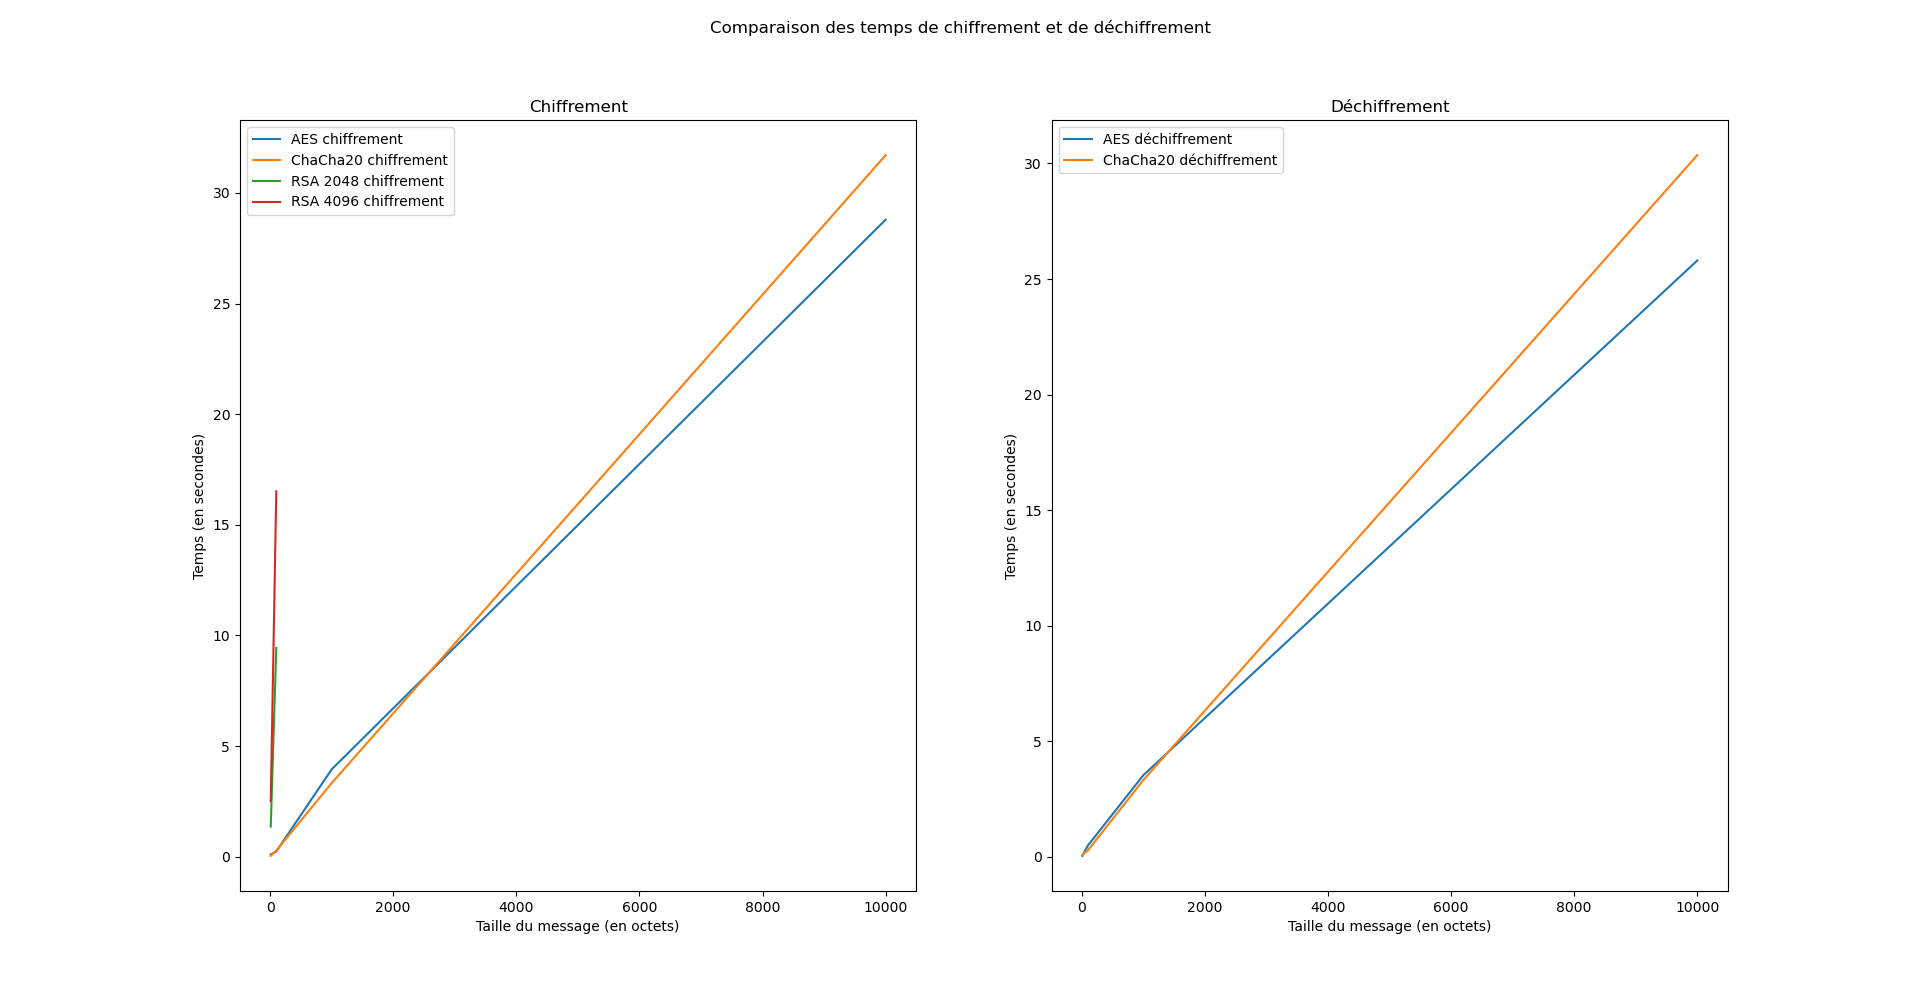 Comparaison des temps de chiffrement et de déchiffrement
Chiffrement
AES chiffrement
ChaCha20 chiffrement
RSA 2048 chiffrement
RSA 4096 chiffrement
30
25
20
15
10
5
0
Temps (en secondes)
0 2000 4000 6000 8000 10000
Taille du message (en octets)
Déchiffrement
AES déchiffrement
ChaCha20 déchiffrement
30
25
20
15
10
5
0
Temps (en secondes)
0 2000 4000 6000 8000 10000
Taille du message (en octets)